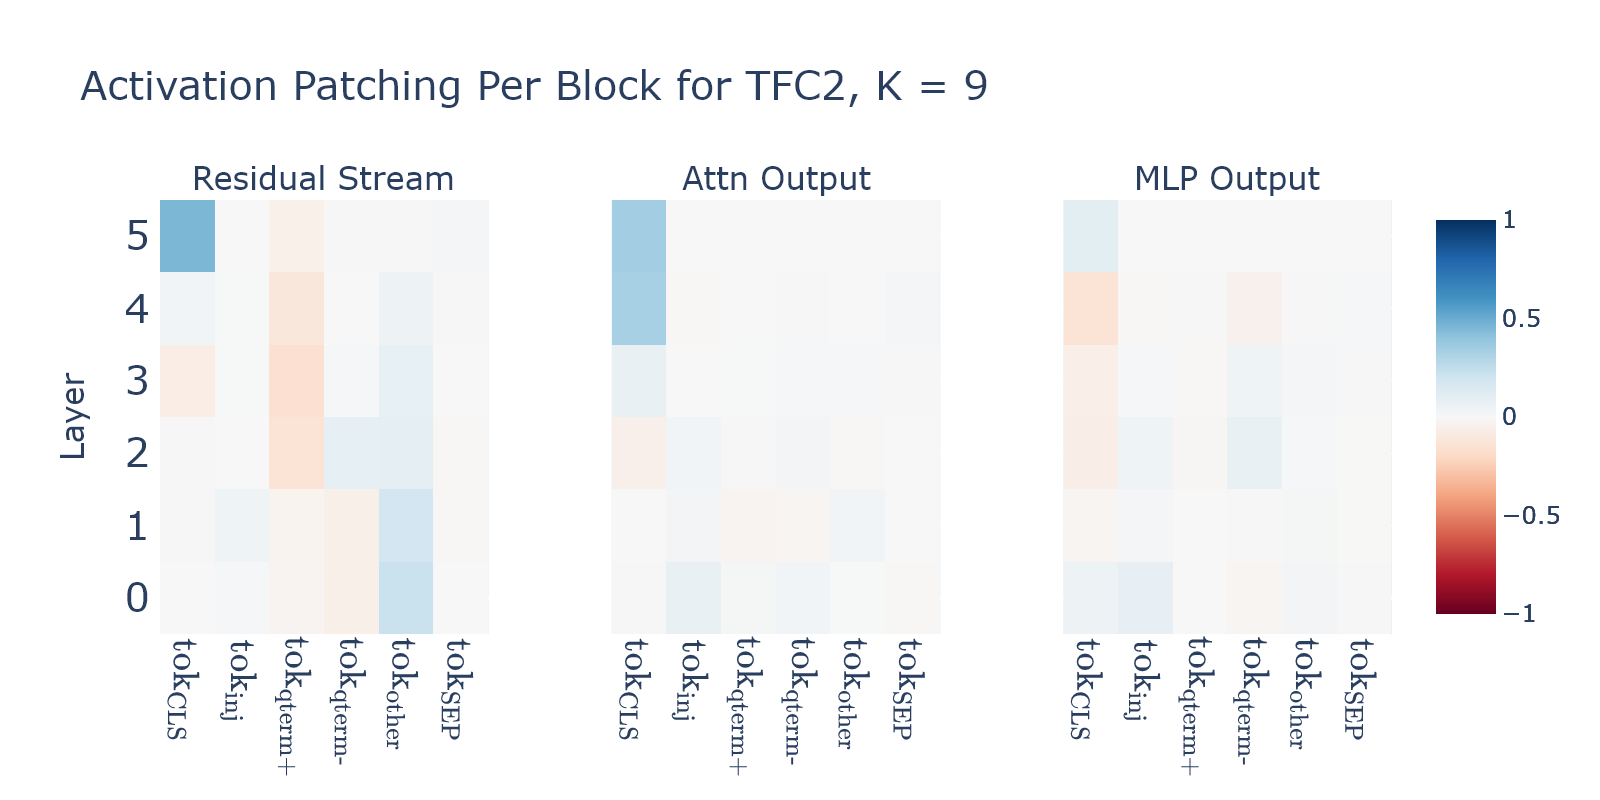 Activation Patching Per Block for TFC2, K = 9
Residual Stream
Attn Output
MLP Output
Layer
5
4
3
2
1
0
tokCLS
tokinj
tokqterm+
tokqterm-
tokother
tokSEP
tokCLS
tokinj
tokqterm+
tokqterm-
tokother
tokSEP
tokCLS
tokinj
tokqterm+
tokqterm-
tokother
tokSEP
1
0.5
0
−0.5
−1